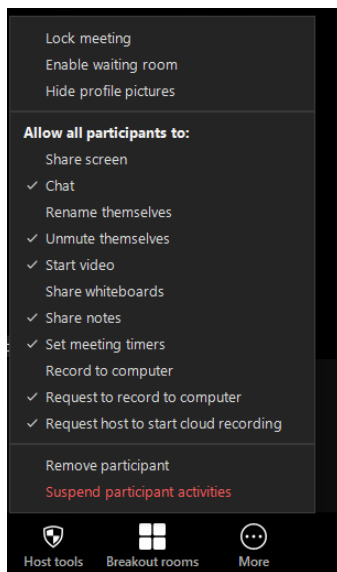 Lock meeting
Enable waiting room
Hide profile pictures
Allow all participants to:
Share screen
Chat
Rename themselves
Unmute themselves
Start video
Share whiteboards
Share notes
Set meeting timers
Record to computer
Request to record to computer
Request host to start cloud recording
Remove participant
Suspend participant activities
Host tools Breakout rooms More